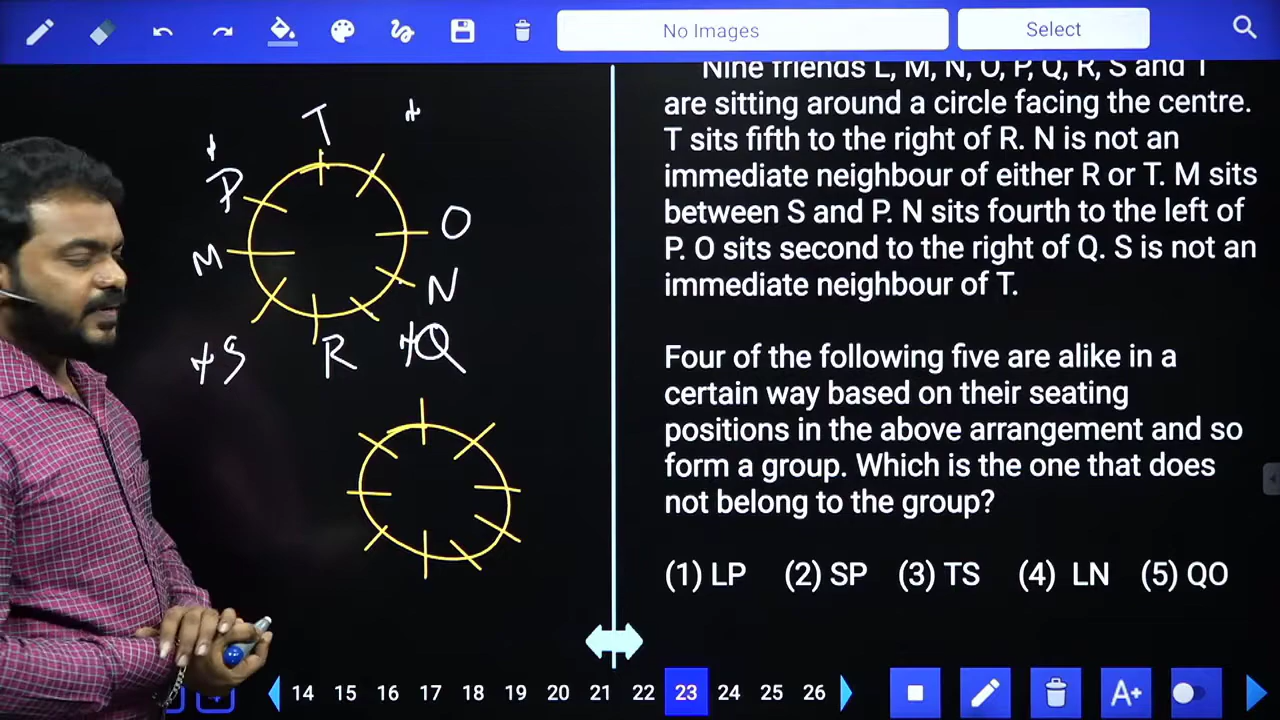 No Images
Select
Nine friends L, M, N, O, P, Q, R, S and T
are sitting around a circle facing the centre.
T sits fifth to the right of R. N is not an
immediate neighbour of either R or T. M sits
between S and P. N sits fourth to the left of
P. O sits second to the right of Q. S is not an
immediate neighbour of T.
Four of the following five are alike in a
certain way based on their seating
positions in the above arrangement and so
form a group. Which is the one that does
not belong to the group?
(1) LP (2) SP (3) TS (4) LN (5) QO
T
P
O
M
N
S
R
Q
14 15 16 17 18 19 20 21 22 23 24 25 26
A+